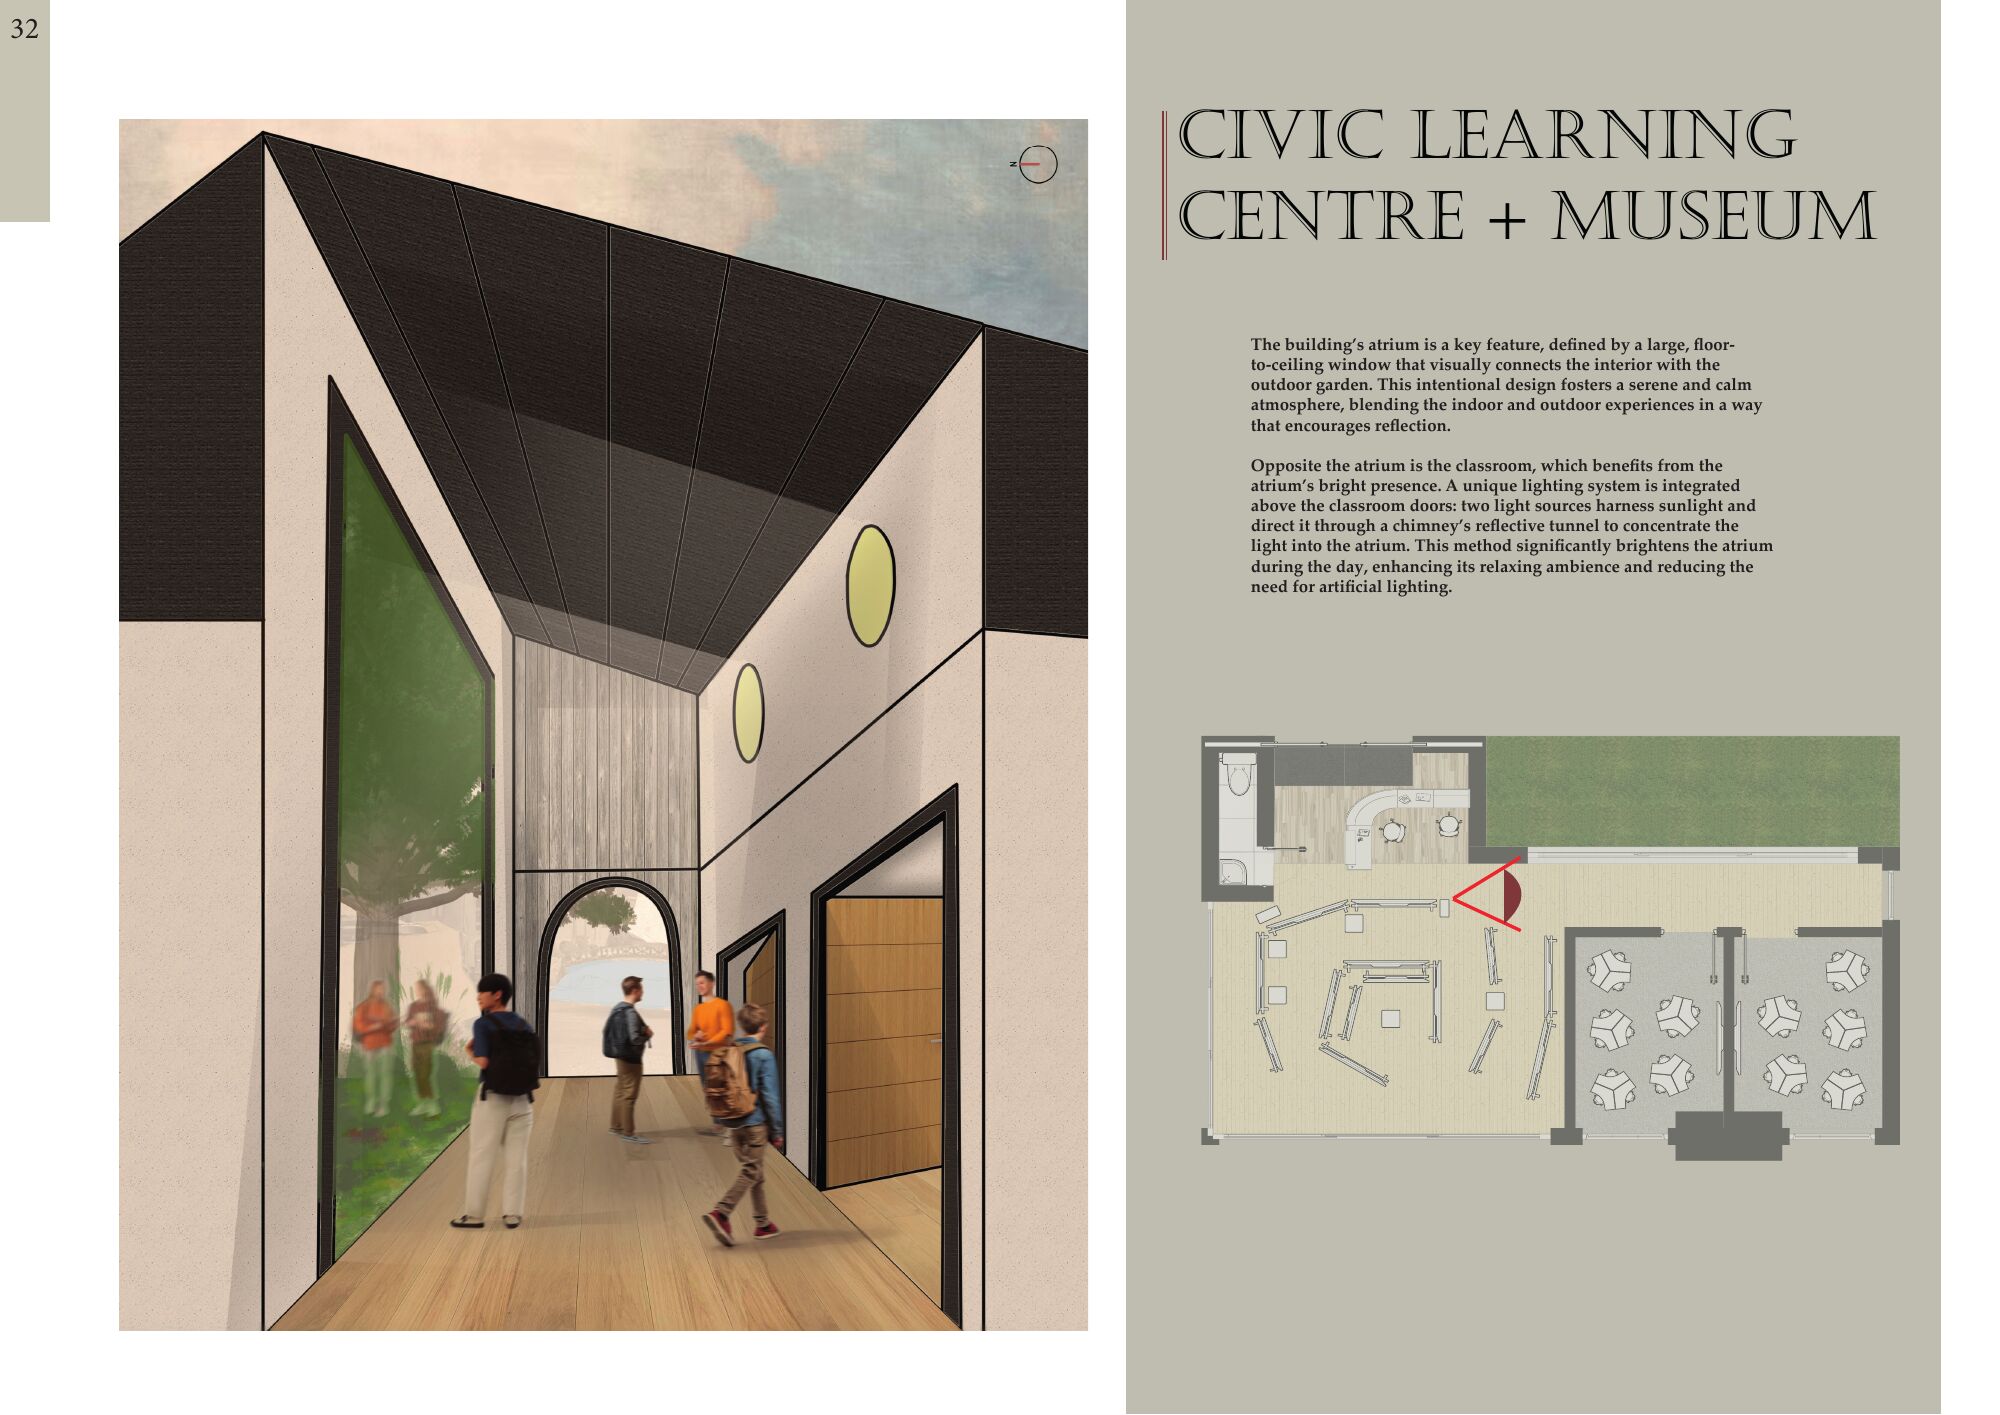 32
N
CIVIC LEARNING
CENTRE + MUSEUM
The building’s atrium is a key feature, defined by a large, floor-
to-ceiling window that visually connects the interior with the
outdoor garden. This intentional design fosters a serene and calm
atmosphere, blending the indoor and outdoor experiences in a way
that encourages reflection.
Opposite the atrium is the classroom, which benefits from the
atrium’s bright presence. A unique lighting system is integrated
above the classroom doors: two light sources harness sunlight and
direct it through a chimney’s reflective tunnel to concentrate the
light into the atrium. This method significantly brightens the atrium
during the day, enhancing its relaxing ambience and reducing the
need for artificial lighting.